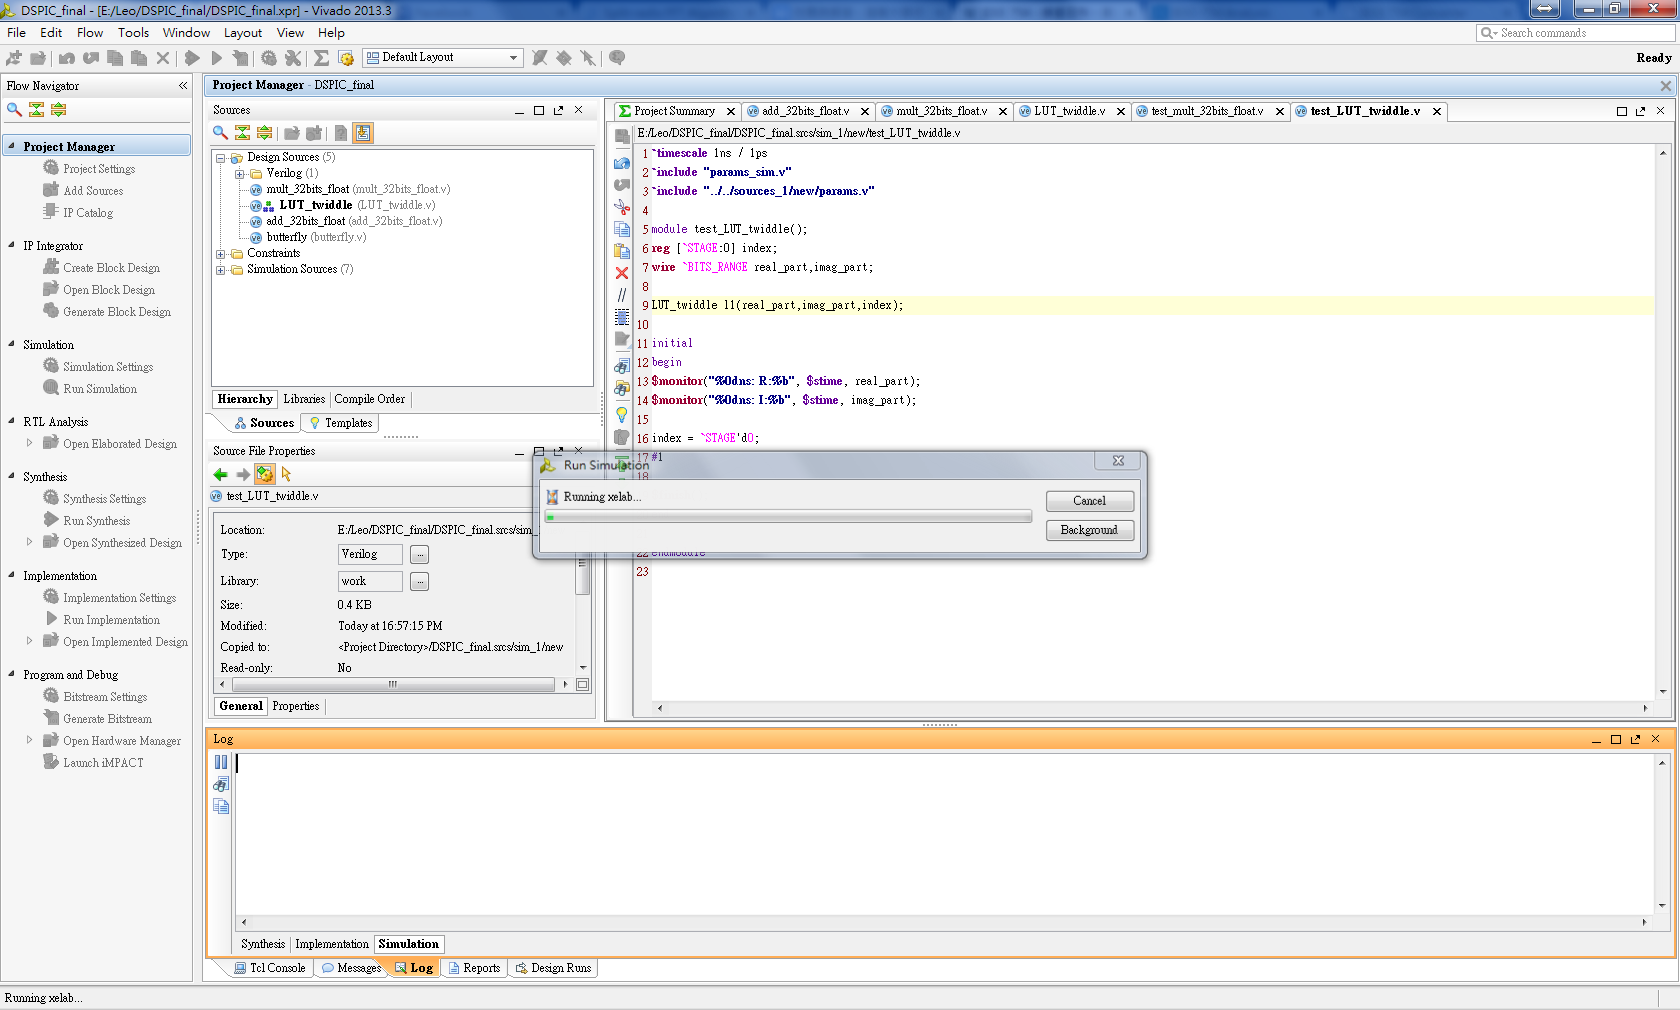 DSPIC_final - [E:/Leo/DSPIC_final/DSPIC_final.xpr] - Vivado 2013.3
File Edit Flow Tools Window Layout View Help
Search commands
Default Layout
Ready
Flow Navigator
Project Manager
Project Settings
Add Sources
IP Catalog
IP Integrator
Create Block Design
Open Block Design
Generate Block Design
Simulation
Simulation Settings
Run Simulation
RTL Analysis
Open Elaborated Design
Synthesis
Synthesis Settings
Run Synthesis
Open Synthesized Design
Implementation
Implementation Settings
Run Implementation
Open Implemented Design
Program and Debug
Bitstream Settings
Generate Bitstream
Open Hardware Manager
Launch iMPACT
Project Manager - DSPIC_final
Sources
Design Sources (5)
Verilog (1)
mult_32bits_float (mult_32bits_float.v)
LUT_twiddle (LUT_twiddle.v)
add_32bits_float (add_32bits_float.v)
butterfly (butterfly.v)
Constraints
Simulation Sources (7)
Hierarchy Libraries Compile Order
Sources Templates
Source File Properties
test_LUT_twiddle.v
Location: E:/Leo/DSPIC_final/DSPIC_final.srcs/sim_
Type: Verilog ...
Library: work ...
Size: 0.4 KB
Modified: Today at 16:57:15 PM
Copied to: <Project Directory>/DSPIC_final.srcs/sim_1/new
Read-only: No
General Properties
Project Summary add_32bits_float.v mult_32bits_float.v LUT_twiddle.v test_mult_32bits_float.v test_LUT_twiddle.v
E:/Leo/DSPIC_final/DSPIC_final.srcs/sim_1/new/test_LUT_twiddle.v
1 `timescale 1ns / 1ps
2 `include "params_sim.v"
3 `include "../../sources_1/new/params.v"
4
5 module test_LUT_twiddle();
6 reg [`STAGE:0] index;
7 wire `BITS_RANGE real_part,imag_part;
8
9 LUT_twiddle l1(real_part,imag_part,index);
10
11 initial
12 begin
13 $monitor("%0dns: R:%b", $stime, real_part);
14 $monitor("%0dns: I:%b", $stime, imag_part);
15
16 index = `STAGE'd0;
17 #1
22 endmodule
23
Run Simulation
Running xelab...
Cancel
Background
Log
Synthesis Implementation Simulation
Tcl Console Messages Log Reports Design Runs
Running xelab...